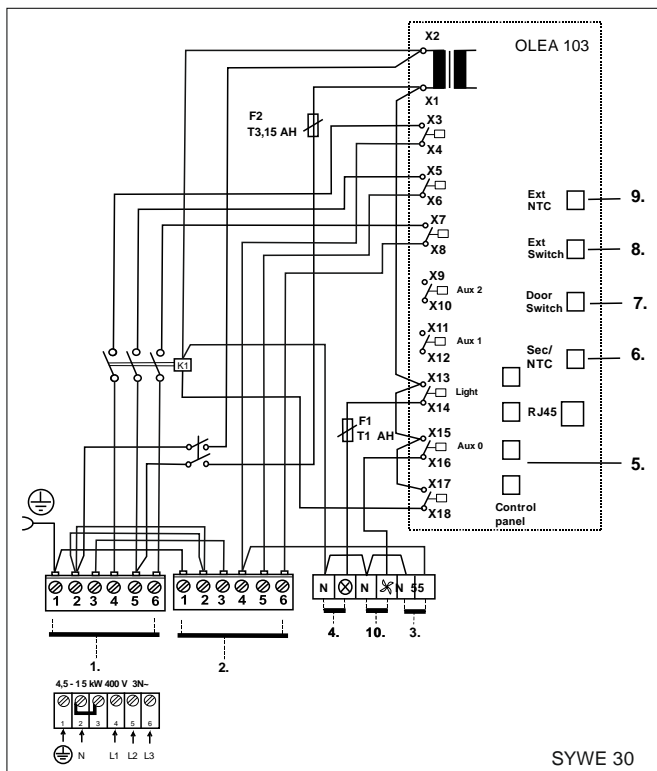 OLEA 103
X2
X1
F2
T3,15 AH
X3
X4
X5
X6
X7
X8
X9
Aux 2
X10
X11
Aux 1
X12
X13
Light
X14
X15
Aux 0
X16
X17
X18
Ext
NTC
9.
Ext
Switch
8.
Door
Switch
7.
Sec/
NTC
6.
RJ45
5.
Control
panel
K1
F1
T1 AH
1 2 3 4 5 6
1 2 3 4 5 6
N N N 55
1.
2.
4. 10. 3.
4,5 - 15 kW 400 V 3N~
1 2 3 4 5 6
N L1 L2 L3
SYWE 30